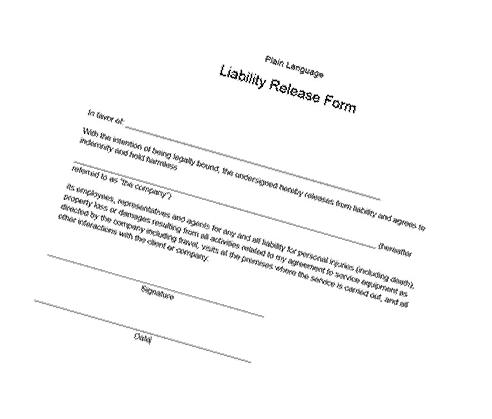 Plain Language
Liability Release Form
In favor of:
With the intention of being legally bound, the undersigned hereby releases from liability and agrees to
indemnify and hold harmless
(hereafter
referred to as "the company")
its employees, representatives and agents for any and all liability for personal injuries (including death),
property loss or damages resulting from all activities related to my agreement to service equipment as
directed by the company including travel, visits at the premises where the service is carried out, and all
other interactions with the client or company.
Signature
Date